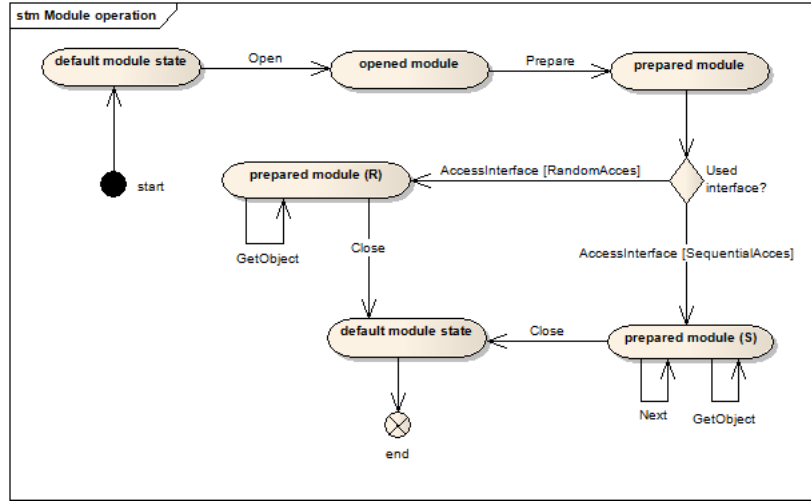 stm Module operation
default module state
Open
opened module
Prepare
prepared module
start
prepared module (R)
AccessInterface [RandomAcces]
Used
interface?
GetObject
Close
AccessInterface [SequentialAcces]
default module state
Close
prepared module (S)
Next
GetObject
end